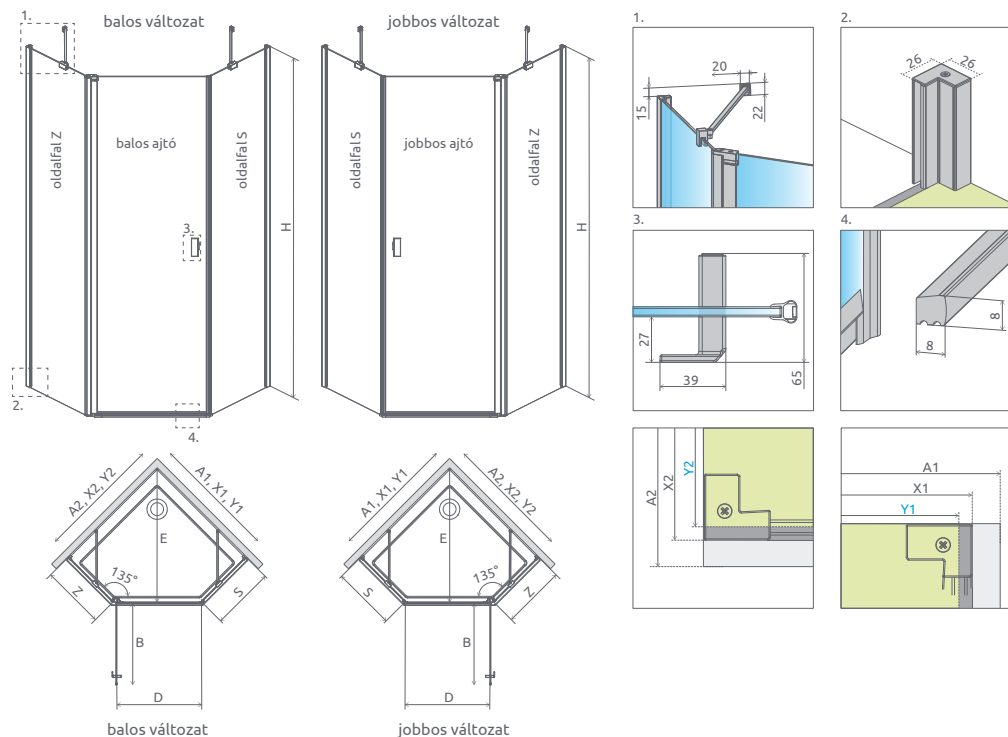 1.
balos változat
jobbos változat
oldalfal Z
balos ajtó
oldalfal S
H
3.
2.
4.
oldalfal S
jobbos ajtó
oldalfal Z
H
A2, X2, Y2
A1, X1, Y1
E
135°
Z
S
B
D
balos változat
A1, X1, Y1
A2, X2, Y2
E
135°
S
Z
B
D
jobbos változat
1.
20
15
22
2.
26
26
3.
27
39
65
4.
8
8
A2
X2
Y2
A1
X1
Y1